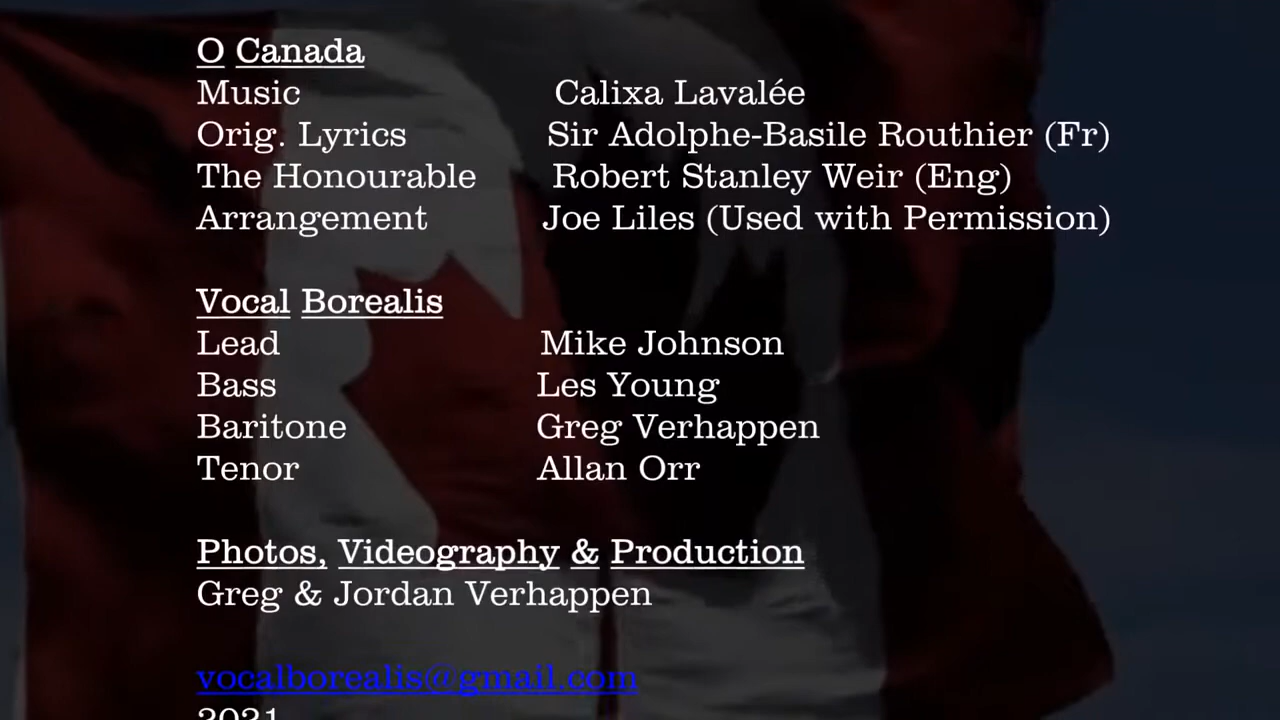 O Canada
Music Calixa Lavalée
Orig. Lyrics Sir Adolphe-Basile Routhier (Fr)
The Honourable Robert Stanley Weir (Eng)
Arrangement Joe Liles (Used with Permission)
Vocal Borealis
Lead Mike Johnson
Bass Les Young
Baritone Greg Verhappen
Tenor Allan Orr
Photos, Videography & Production
Greg & Jordan Verhappen
vocalborealis@gmail.com
2021